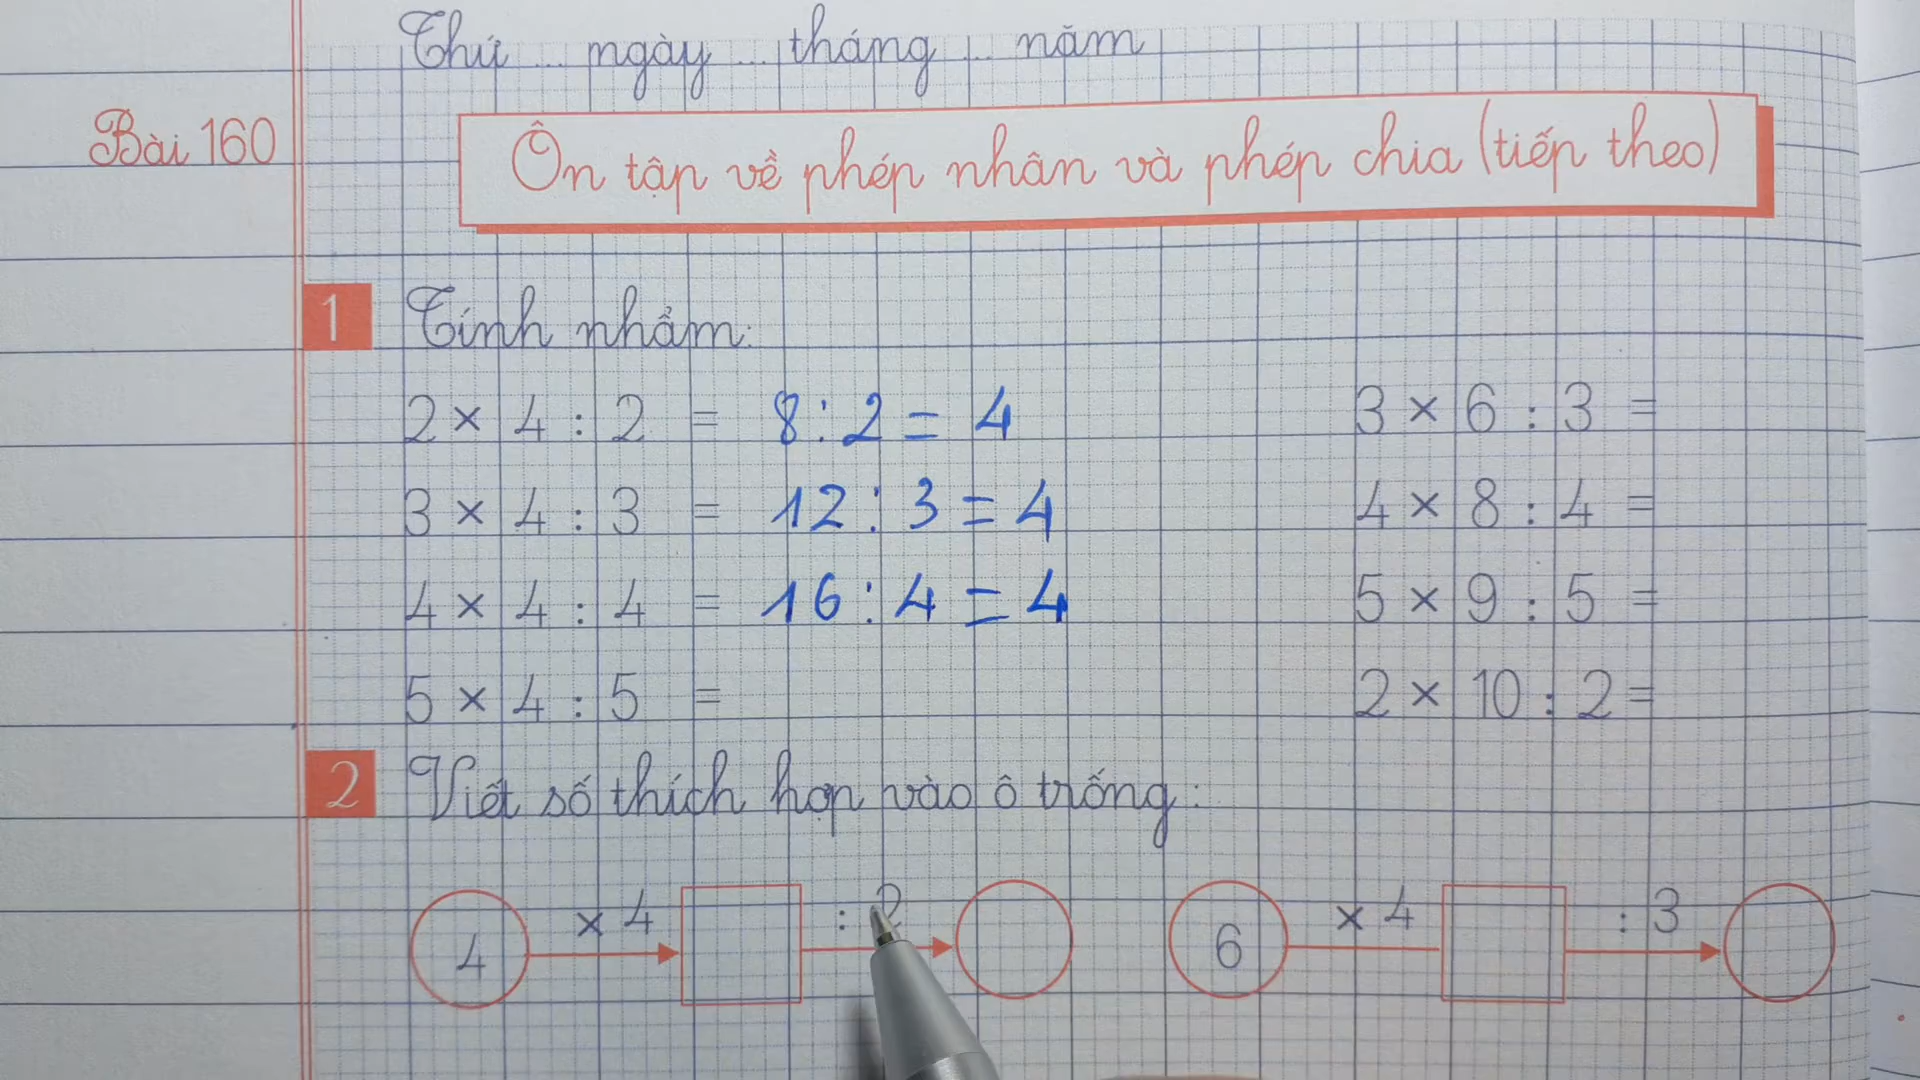 Thứ ... ngày ... tháng ... năm
Bài 160
Ôn tập về phép nhân và phép chia (tiếp theo)
1 Tính nhẩm:
2 × 4 : 2 = 8 : 2 = 4
3 × 6 : 3 =
3 × 4 : 3 = 12 : 3 = 4
4 × 8 : 4 =
4 × 4 : 4 = 16 : 4 = 4
5 × 9 : 5 =
5 × 4 : 5 =
2 × 10 : 2 =
2 Viết số thích hợp vào ô trống:
4 × 4 : 2
6 × 4 : 3